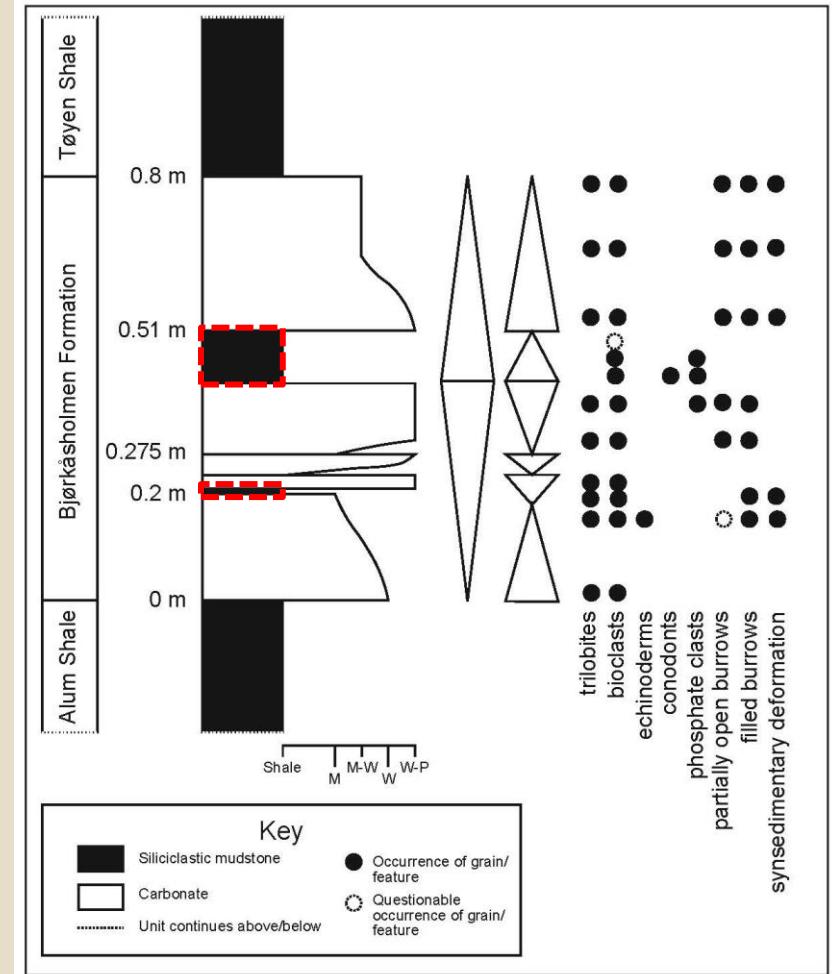 Tøyen Shale
Bjørkåsholmen Formation
Alum Shale
0.8 m
0.51 m
0.275 m
0.2 m
0 m
Shale
M
M-W
W
W-P
trilobites
bioclasts
echinoderms
conodonts
phosphate clasts
partially open burrows
filled burrows
synsedimentary deformation
Key
Siliciclastic mudstone
Carbonate
Unit continues above/below
Occurrence of grain/
feature
Questionable
occurrence of grain/
feature